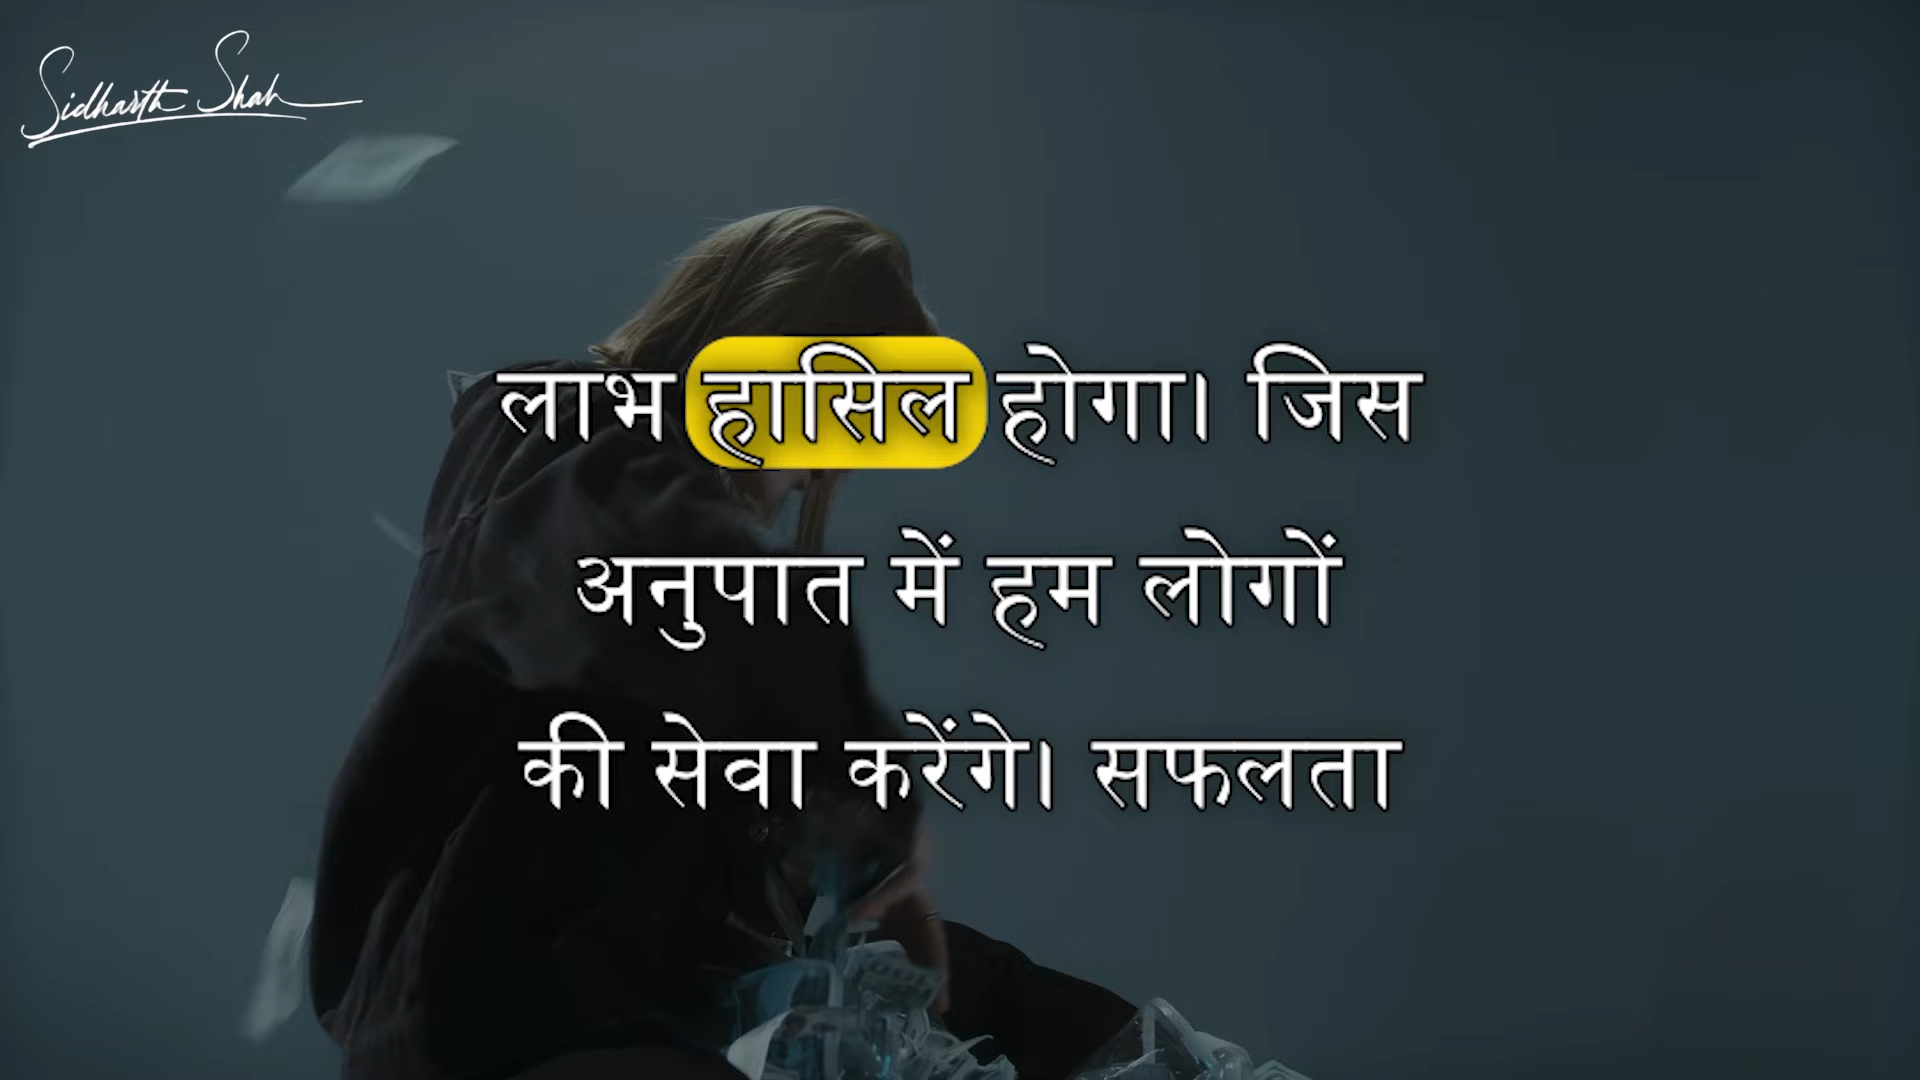 Sidharth Shah
लाभ हासिल होगा। जिस
अनुपात में हम लोगों
की सेवा करेंगे। सफलता